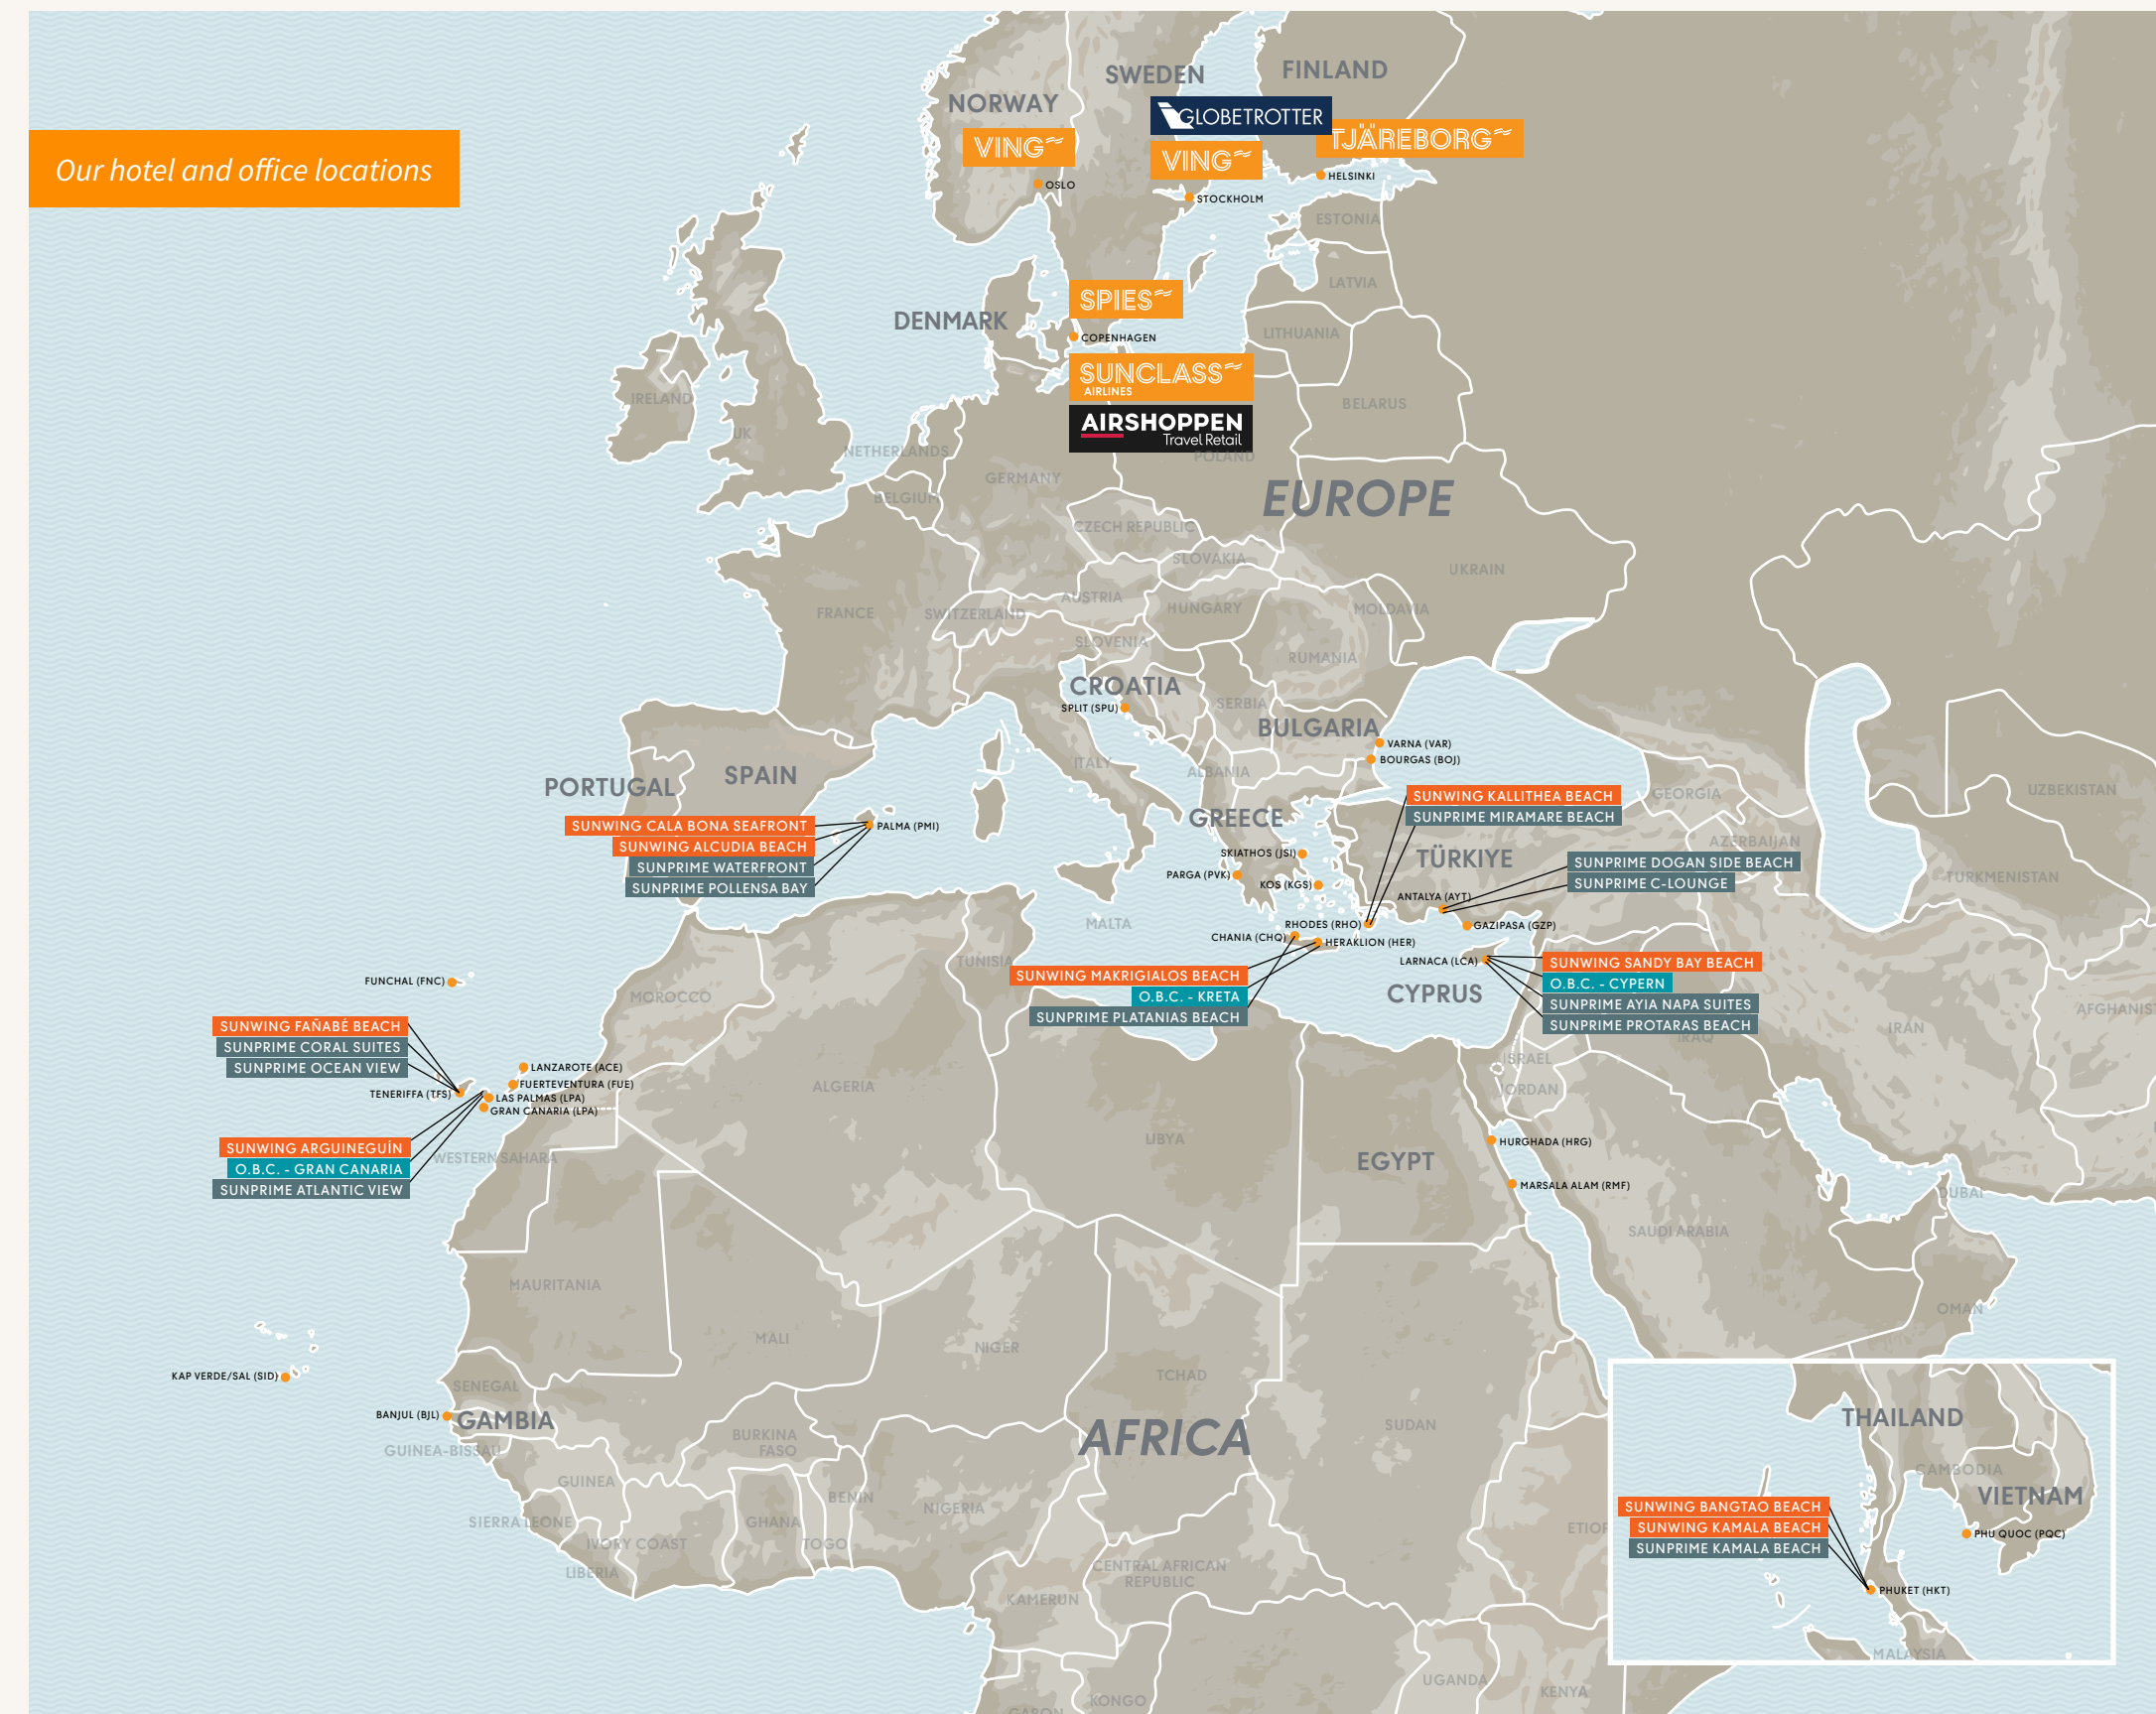 SWEDEN
FINLAND
NORWAY
GLOBETROTTER
TJÄREBORG
VING
VING
Our hotel and office locations
HELSINKI
OSLO
STOCKHOLM
ESTONIA
LATVIA
SPIES
DENMARK
LITHUANIA
COPENHAGEN
SUNCLASS
AIRLINES
IRELAND
BELARUS
AIRSHOPPEN
Travel Retail
UK
NETHERLANDS
POLAND
GERMANY
BELGIUM
EUROPE
CZECH REPUBLIC
SLOVAKIA
UKRAIN
AUSTRIA
FRANCE
SWITZERLAND
HUNGARY
MOLDAVIA
SLOVENIA
RUMANIA
CROATIA
SPLIT (SPU)
SERBIA
BULGARIA
VARNA (VAR)
BOURGAS (BOJ)
ITALY
ALBANIA
PORTUGAL
SPAIN
GEORGIA
UZBEKISTAN
SUNWING KALLITHEA BEACH
SUNPRIME MIRAMARE BEACH
GREECE
SUNWING CALA BONA SEAFRONT
SUNWING ALCUDIA BEACH
SUNPRIME WATERFRONT
SUNPRIME POLLENSA BAY
PALMA (PMI)
AZERBAIJAN
SKIATHOS (JSI)
TÜRKIYE
SUNPRIME DOGAN SIDE BEACH
SUNPRIME C-LOUNGE
PARGA (PVK)
KOS (KGS)
TURKMENISTAN
ANTALYA (AYT)
MALTA
RHODES (RHO)
GAZIPASA (GZP)
CHANIA (CHQ)
HERAKLION (HER)
TUNISIA
LARNACA (LCA)
SUNWING MAKRIGIALOS BEACH
O.B.C. - KRETA
SUNPRIME PLATANIAS BEACH
CYPRUS
SUNWING SANDY BAY BEACH
O.B.C. - CYPERN
SUNPRIME AYIA NAPA SUITES
SUNPRIME PROTARAS BEACH
FUNCHAL (FNC)
MOROCCO
AFGHANIST
IRAN
IRAQ
SUNWING FAÑABÉ BEACH
SUNPRIME CORAL SUITES
SUNPRIME OCEAN VIEW
ISRAEL
LANZAROTE (ACE)
FUERTEVENTURA (FUE)
TENERIFFA (TFS)
LAS PALMAS (LPA)
GRAN CANARIA (LPA)
ALGERIA
JORDAN
LIBYA
HURGHADA (HRG)
SUNWING ARGUINEGUÍN
O.B.C. - GRAN CANARIA
SUNPRIME ATLANTIC VIEW
WESTERN SAHARA
EGYPT
MARSALA ALAM (RMF)
DUBAI
SAUDI ARABIA
MAURITANIA
OMAN
MALI
NIGER
KAP VERDE/SAL (SID)
TCHAD
SENEGAL
BANJUL (BJL)
GAMBIA
THAILAND
SUDAN
AFRICA
BURKINA
FASO
GUINEA-BISSAU
CAMBODIA
GUINEA
BENIN
VIETNAM
NIGERIA
SUNWING BANGTAO BEACH
SUNWING KAMALA BEACH
SUNPRIME KAMALA BEACH
SIERRA LEONE
GHANA
ETIOP
PHU QUOC (PQC)
IVORY COAST
TOGO
LIBERIA
CENTRAL AFRICAN
REPUBLIC
PHUKET (HKT)
KAMERUN
MALAYSIA
UGANDA
KENYA
KONGO
GABON